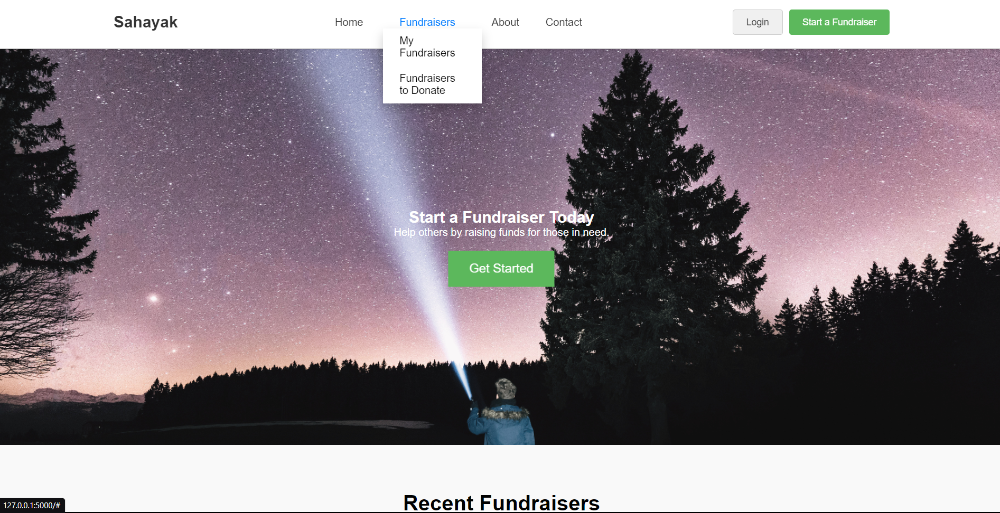 Sahayak
Home
Fundraisers
About
Contact
Login
Start a Fundraiser
My
Fundraisers
Fundraisers
to Donate
Start a Fundraiser Today
Help others by raising funds for those in need.
Get Started
Recent Fundraisers
127.0.0.1:5000/#